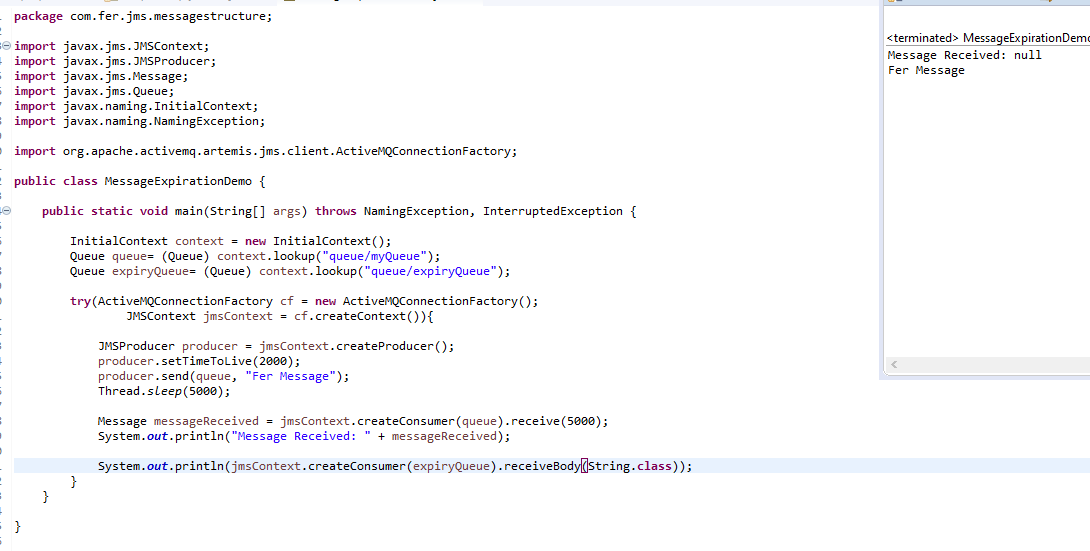 package com.fer.jms.messagestructure;
import javax.jms.JMSContext;
import javax.jms.JMSProducer;
import javax.jms.Message;
import javax.jms.Queue;
import javax.naming.InitialContext;
import javax.naming.NamingException;
import org.apache.activemq.artemis.jms.client.ActiveMQConnectionFactory;
public class MessageExpirationDemo {
public static void main(String[] args) throws NamingException, InterruptedException {
InitialContext context = new InitialContext();
Queue queue= (Queue) context.lookup("queue/myQueue");
Queue expiryQueue= (Queue) context.lookup("queue/expiryQueue");
try(ActiveMQConnectionFactory cf = new ActiveMQConnectionFactory();
JMSContext jmsContext = cf.createContext()){
JMSProducer producer = jmsContext.createProducer();
producer.setTimeToLive(2000);
producer.send(queue, "Fer Message");
Thread.sleep(5000);
Message messageReceived = jmsContext.createConsumer(queue).receive(5000);
System.out.println("Message Received: " + messageReceived);
System.out.println(jmsContext.createConsumer(expiryQueue).receiveBody(String.class));
}
}
}
<terminated> MessageExpirationDemo
Message Received: null
Fer Message